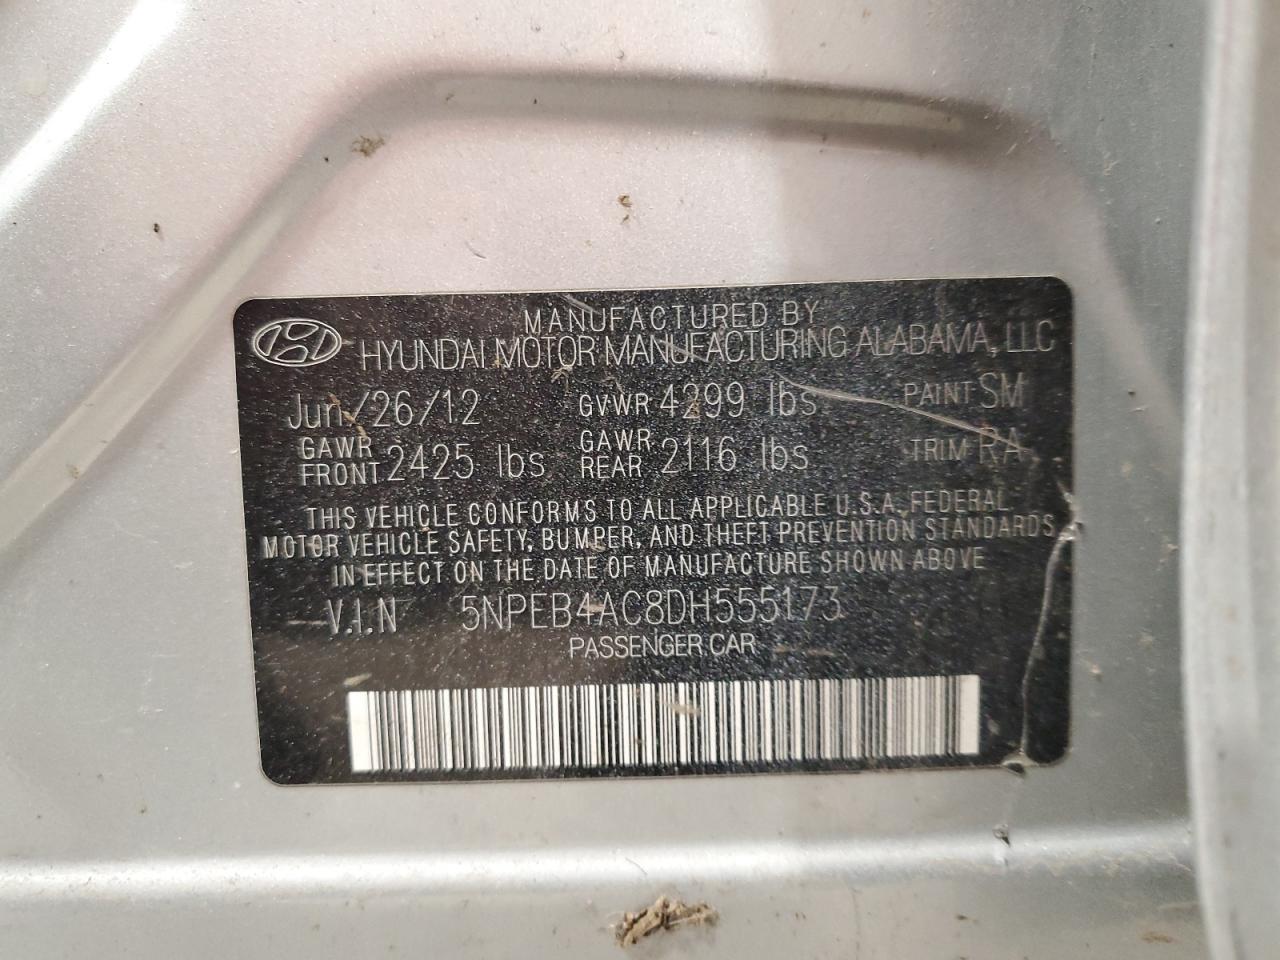 MANUFACTURED BY
HYUNDAI MOTOR MANUFACTURING ALABAMA, LLC
Jun/26/12 GVWR 4299 lbs PAINT SM
GAWR FRONT 2425 lbs GAWR REAR 2116 lbs TRIM RA
THIS VEHICLE CONFORMS TO ALL APPLICABLE U.S.A. FEDERAL
MOTOR VEHICLE SAFETY, BUMPER, AND THEFT PREVENTION STANDARDS
IN EFFECT ON THE DATE OF MANUFACTURE SHOWN ABOVE
V.I.N 5NPEB4AC8DH555173
PASSENGER CAR